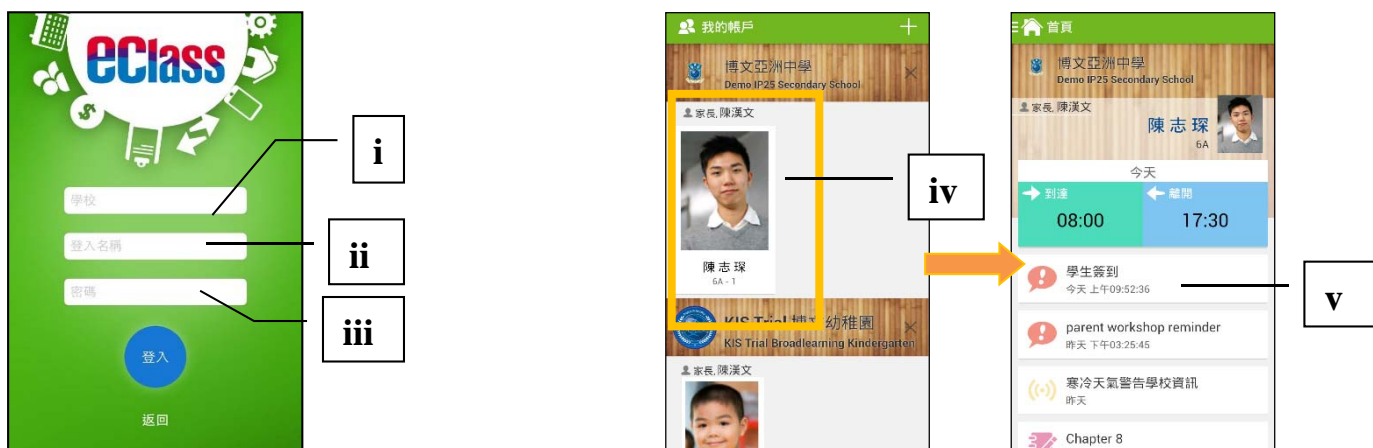 eClass
學校
登入名稱
密碼
登入
返回
i
ii
iii
我的帳戶
博文亞洲中學
Demo IP25 Secondary School
家長, 陳漢文
陳志琛
6A - 1
KIS Trial 博文幼稚園
KIS Trial Broadlearning Kindergarten
家長, 陳漢文
iv
首頁
博文亞洲中學
Demo IP25 Secondary School
家長, 陳漢文
陳志琛
6A
今天
到達
離開
08:00
17:30
學生簽到
今天 上午09:52:36
parent workshop reminder
昨天 下午03:25:45
寒冷天氣警告學校資訊
昨天
Chapter 8
v